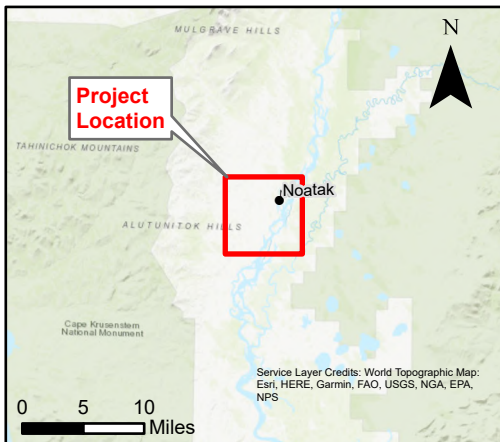 MULGRAVE HILLS
N
Project
Location
TAHINICHOK MOUNTAINS
Noatak
ALUTUNITOK HILLS
Cape Krusenstern
National Monument
Service Layer Credits: World Topographic Map:
Esri, HERE, Garmin, FAO, USGS, NGA, EPA,
NPS
0 5 10
Miles